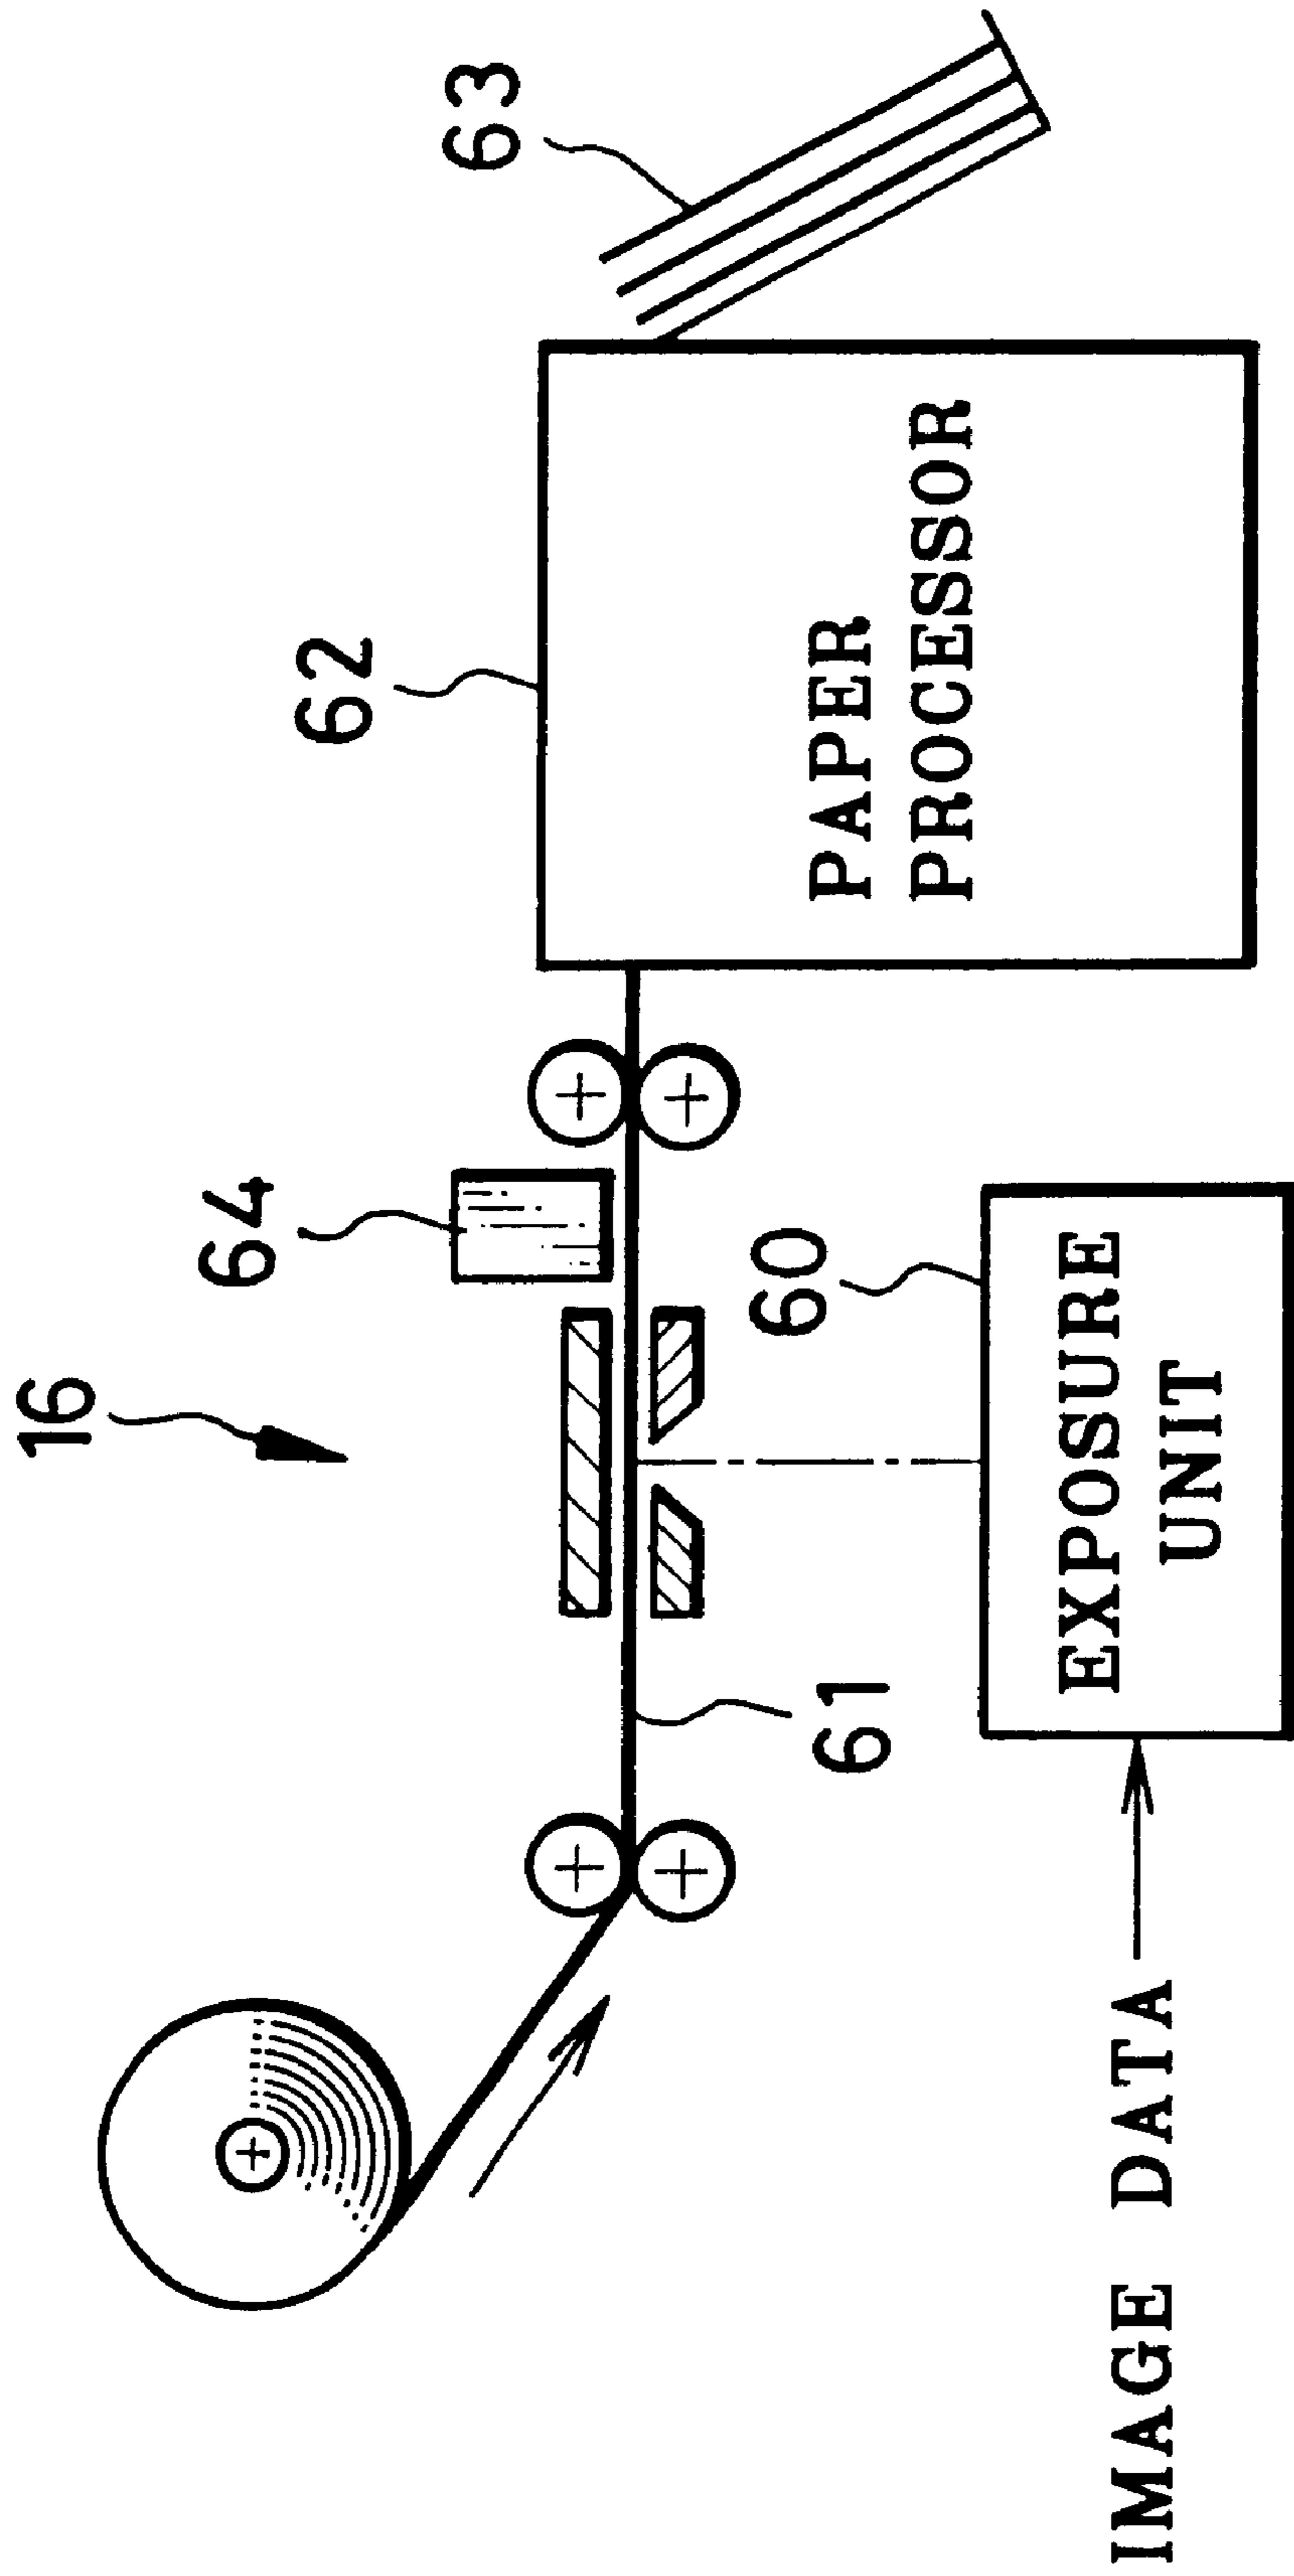 16
64
62
63
61
60
PAPER
PROCESSOR
EXPOSURE
UNIT
IMAGE DATA